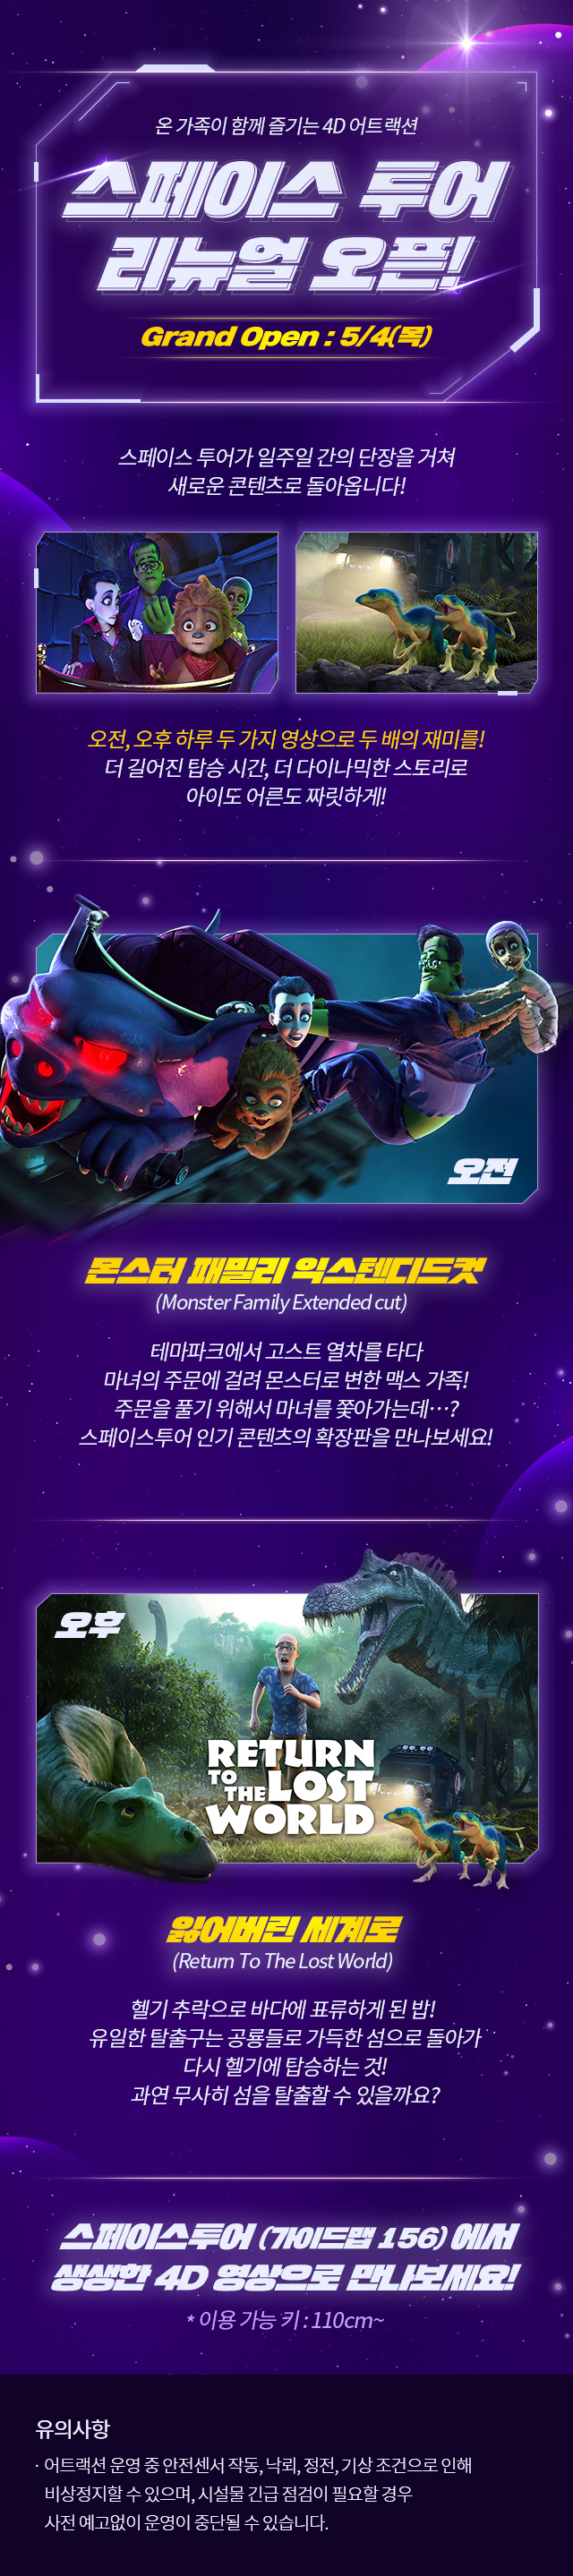 온 가족이 함께 즐기는 4D 어트랙션
스페이스 투어
리뉴얼 오픈!
Grand Open : 5/4(목)
스페이스 투어가 일주일 간의 단장을 거쳐
새로운 콘텐츠로 돌아옵니다!
오전, 오후 하루 두 가지 영상으로 두 배의 재미를!
더 길어진 탑승 시간, 더 다이나믹한 스토리로
아이도 어른도 짜릿하게!
오전
몬스터 패밀리 익스텐디드컷
(Monster Family Extended cut)
테마파크에서 고스트 열차를 타다
마녀의 주문에 걸려 몬스터로 변한 맥스 가족!
주문을 풀기 위해서 마녀를 쫓아가는데…?
스페이스투어 인기 콘텐츠의 확장판을 만나보세요!
오후
RETURN
TO THE LOST
WORLD
잃어버린 세계로
(Return To The Lost World)
헬기 추락으로 바다에 표류하게 된 밥!
유일한 탈출구는 공룡들로 가득한 섬으로 돌아가
다시 헬기에 탑승하는 것!
과연 무사히 섬을 탈출할 수 있을까요?
스페이스투어 (가이드맵 156) 에서
생생한 4D 영상으로 만나보세요!
* 이용 가능 키 : 110cm~
유의사항
· 어트랙션 운영 중 안전센서 작동, 낙뢰, 정전, 기상 조건으로 인해
비상정지할 수 있으며, 시설물 긴급 점검이 필요할 경우
사전 예고없이 운영이 중단될 수 있습니다.